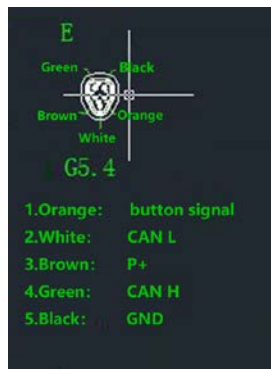 E
Green Black
Brown Orange
White
G5.4
1.Orange: button signal
2.White: CAN L
3.Brown: P+
4.Green: CAN H
5.Black: GND